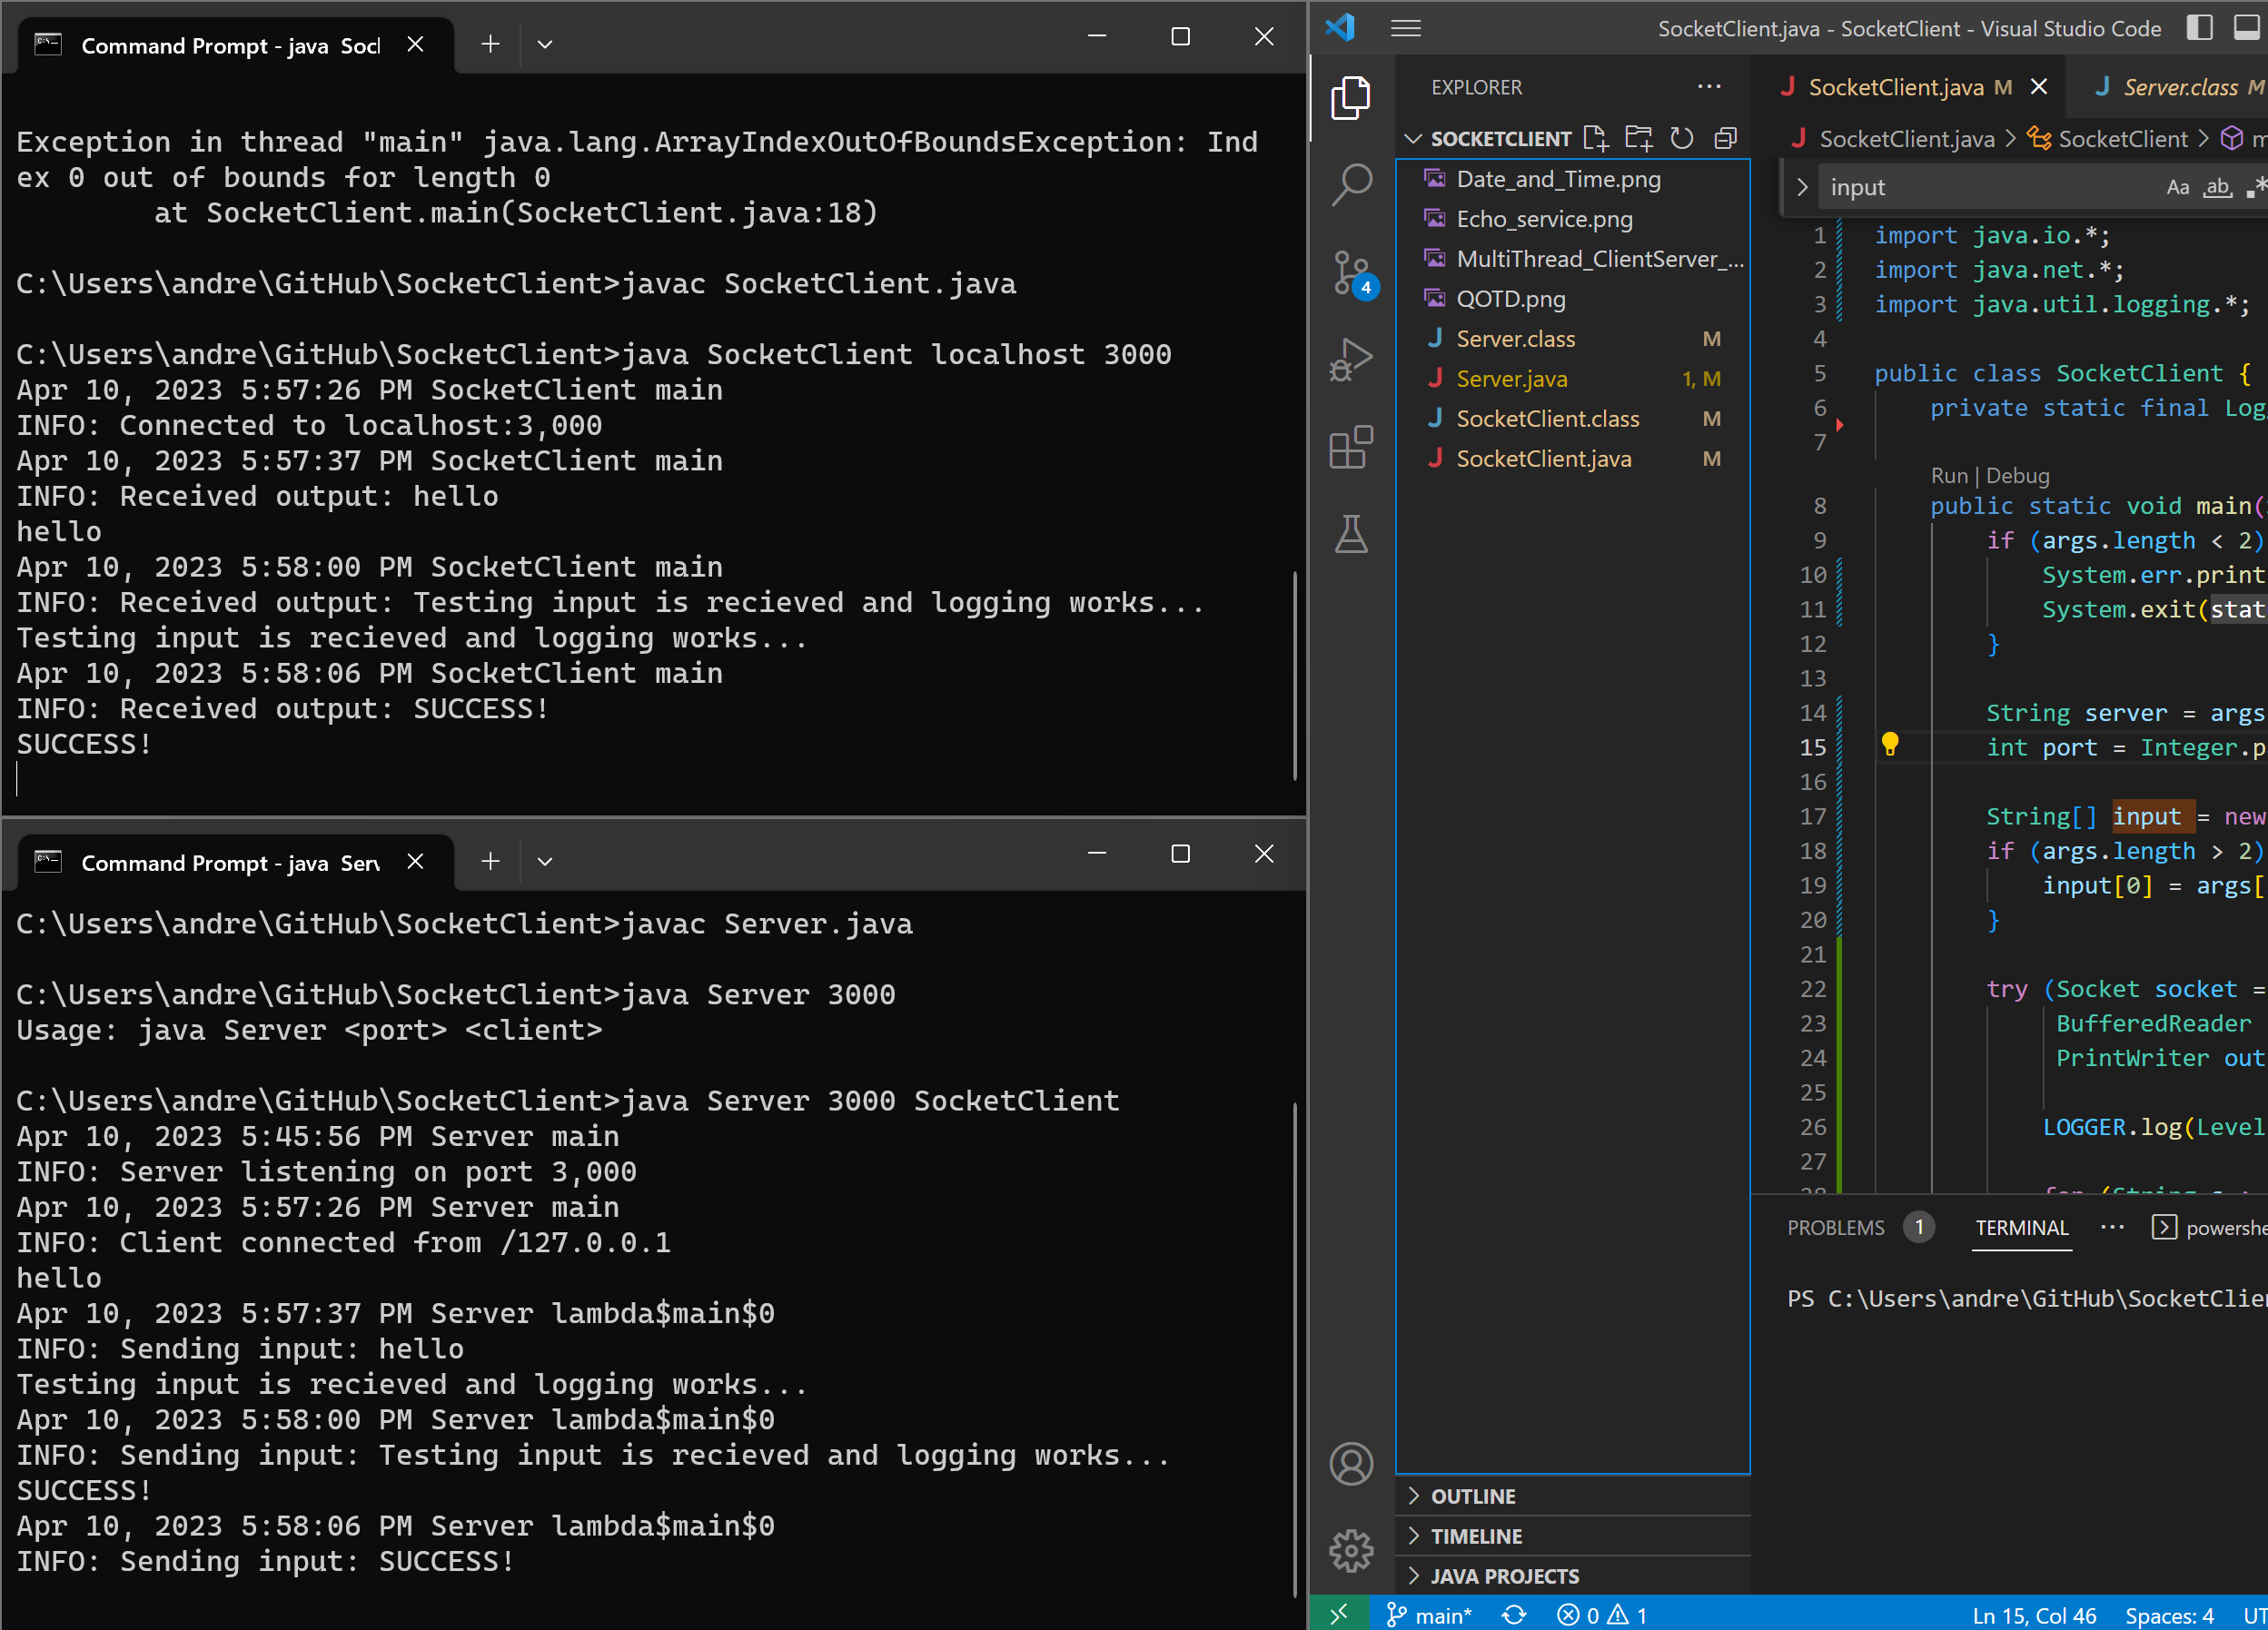 Command Prompt - java Socl
Exception in thread "main" java.lang.ArrayIndexOutOfBoundsException: Ind
ex 0 out of bounds for length 0
at SocketClient.main(SocketClient.java:18)
C:\Users\andre\GitHub\SocketClient>javac SocketClient.java
C:\Users\andre\GitHub\SocketClient>java SocketClient localhost 3000
Apr 10, 2023 5:57:26 PM SocketClient main
INFO: Connected to localhost:3,000
Apr 10, 2023 5:57:37 PM SocketClient main
INFO: Received output: hello
hello
Apr 10, 2023 5:58:00 PM SocketClient main
INFO: Received output: Testing input is recieved and logging works...
Testing input is recieved and logging works...
Apr 10, 2023 5:58:06 PM SocketClient main
INFO: Received output: SUCCESS!
SUCCESS!
Command Prompt - java Serv
C:\Users\andre\GitHub\SocketClient>javac Server.java
C:\Users\andre\GitHub\SocketClient>java Server 3000
Usage: java Server <port> <client>
C:\Users\andre\GitHub\SocketClient>java Server 3000 SocketClient
Apr 10, 2023 5:45:56 PM Server main
INFO: Server listening on port 3,000
Apr 10, 2023 5:57:26 PM Server main
INFO: Client connected from /127.0.0.1
hello
Apr 10, 2023 5:57:37 PM Server lambda$main$0
INFO: Sending input: hello
Testing input is recieved and logging works...
Apr 10, 2023 5:58:00 PM Server lambda$main$0
INFO: Sending input: Testing input is recieved and logging works...
SUCCESS!
Apr 10, 2023 5:58:06 PM Server lambda$main$0
INFO: Sending input: SUCCESS!
SocketClient.java - SocketClient - Visual Studio Code
EXPLORER
SOCKETCLIENT
Date_and_Time.png
Echo_service.png
MultiThread_ClientServer_...
QOTD.png
Server.class M
Server.java 1, M
SocketClient.class M
SocketClient.java M
4
OUTLINE
TIMELINE
JAVA PROJECTS
SocketClient.java M
Server.class M
SocketClient.java > SocketClient > m
input
Aa ab .*
1 import java.io.*;
2 import java.net.*;
3 import java.util.logging.*;
4
5 public class SocketClient {
6 private static final Log
7
Run | Debug
8 public static void main(
9 if (args.length < 2)
10 System.err.print
11 System.exit(stat
12 }
13
14 String server = args
15 int port = Integer.p
16
17 String[] input = new
18 if (args.length > 2)
19 input[0] = args[
20 }
21
22 try (Socket socket =
23 BufferedReader
24 PrintWriter out
25
26 LOGGER.log(Level
27
PROBLEMS 1 TERMINAL ... powershe
PS C:\Users\andre\GitHub\SocketClien
main* 0 1 Ln 15, Col 46 Spaces: 4 UT